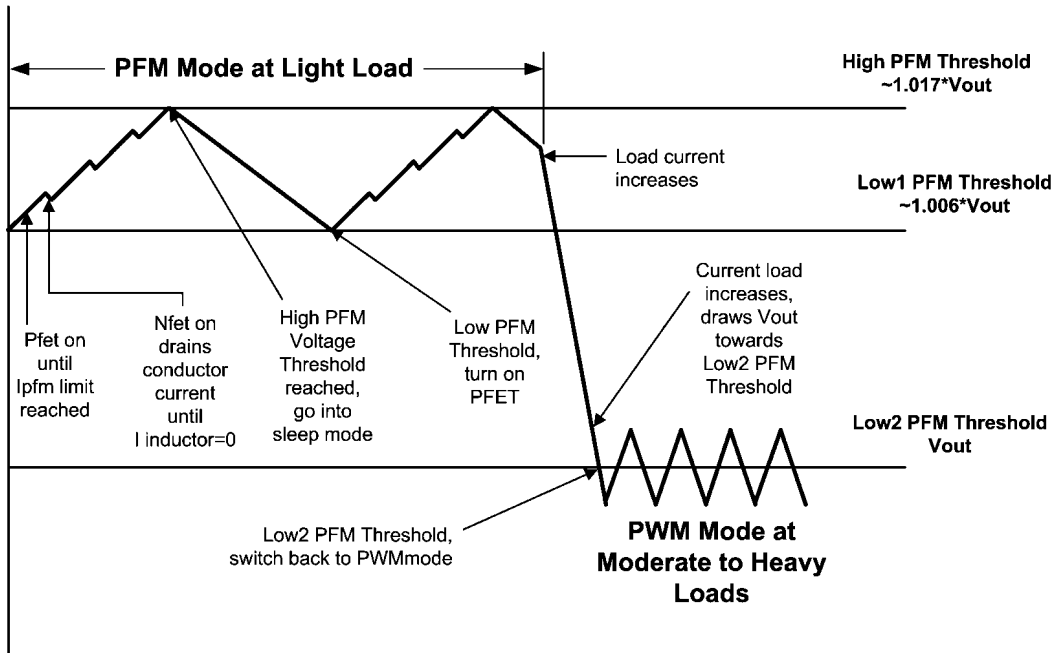 PFM Mode at Light Load
High PFM Threshold
~1.017*Vout
Load current
increases
Low1 PFM Threshold
~1.006*Vout
Pfet on
until
Ipfm limit
reached
Nfet on
drains
conductor
current
until
I inductor=0
High PFM
Voltage
Threshold
reached,
go into
sleep mode
Low PFM
Threshold,
turn on
PFET
Current load
increases,
draws Vout
towards
Low2 PFM
Threshold
Low2 PFM Threshold
Vout
Low2 PFM Threshold,
switch back to PWMmode
PWM Mode at
Moderate to Heavy
Loads